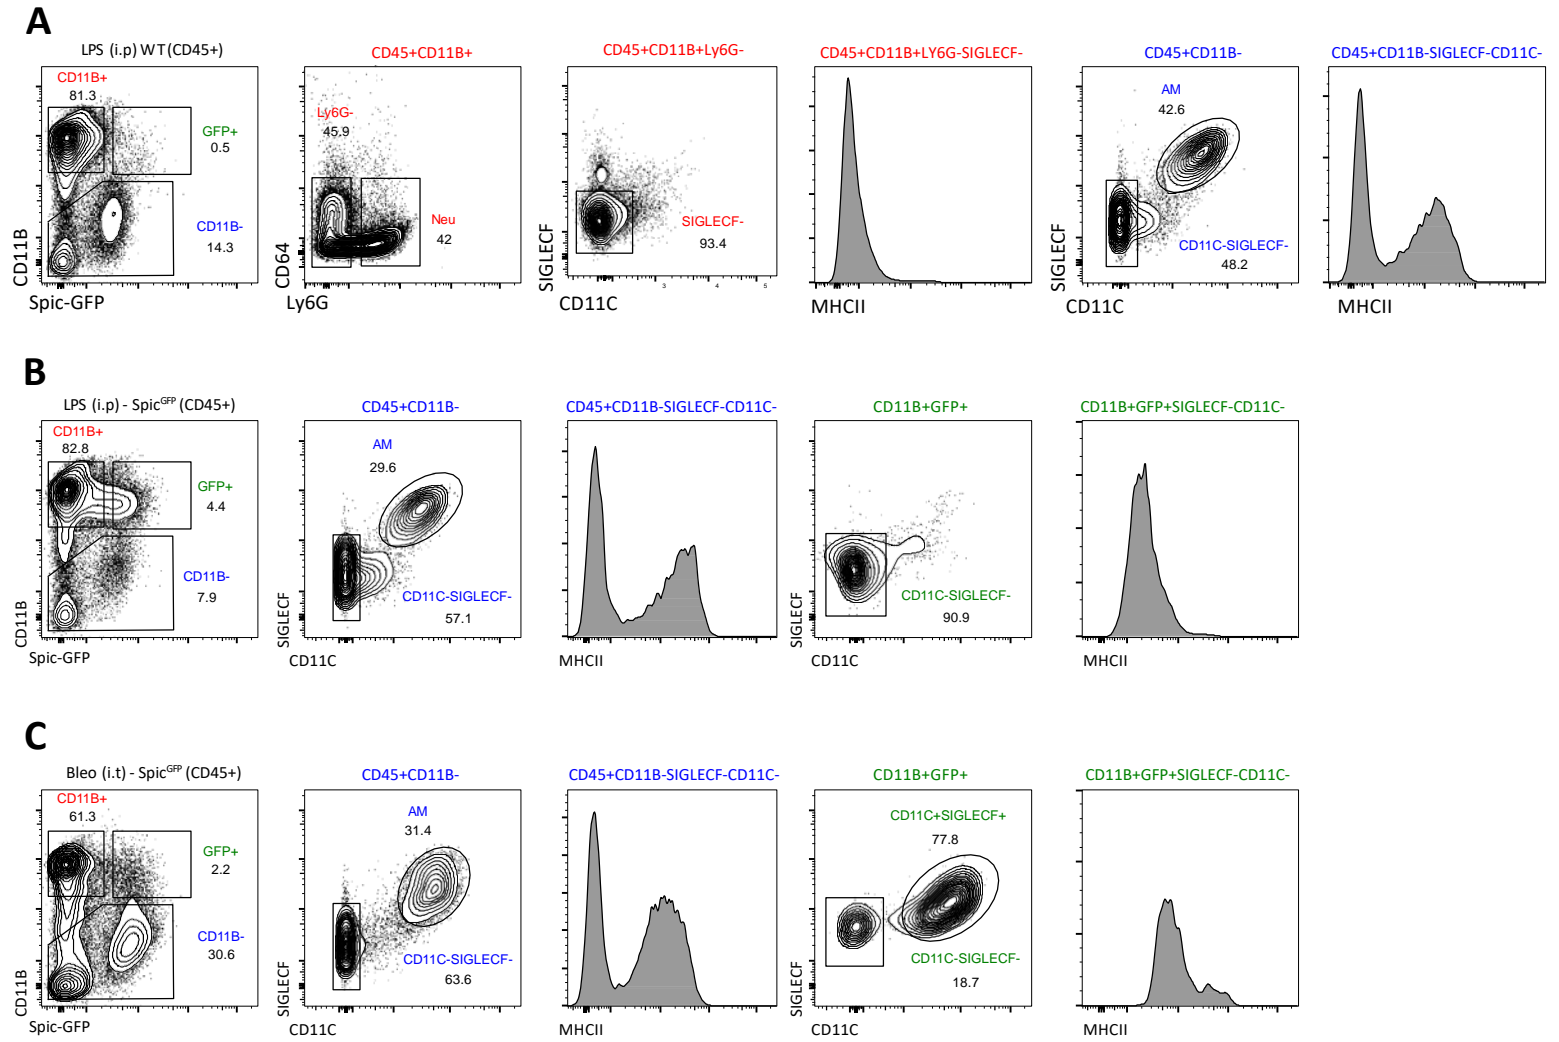 A
LPS (i.p) WT (CD45+)
CD11B+
81.3
GFP+
0.5
CD11B-
14.3
CD11B
Spic-GFP
CD45+CD11B+
Ly6G-
45.9
Neu
42
CD64
Ly6G
CD45+CD11B+Ly6G-
SIGLECF-
93.4
SIGLECF
3 4 5
CD11C
CD45+CD11B+LY6G-SIGLECF-
MHCII
CD45+CD11B-
AM
42.6
CD11C-SIGLECF-
48.2
SIGLECF
CD11C
CD45+CD11B-SIGLECF-CD11C-
MHCII
B
LPS (i.p) - SpicGFP (CD45+)
CD11B+
82.8
GFP+
4.4
CD11B-
7.9
CD11B
Spic-GFP
CD45+CD11B-
AM
29.6
CD11C-SIGLECF-
57.1
SIGLECF
CD11C
CD45+CD11B-SIGLECF-CD11C-
MHCII
CD11B+GFP+
CD11C-SIGLECF-
90.9
SIGLECF
CD11C
CD11B+GFP+SIGLECF-CD11C-
MHCII
C
Bleo (i.t) - SpicGFP (CD45+)
CD11B+
61.3
GFP+
2.2
CD11B-
30.6
CD11B
Spic-GFP
CD45+CD11B-
AM
31.4
CD11C-SIGLECF-
63.6
SIGLECF
CD11C
CD45+CD11B-SIGLECF-CD11C-
MHCII
CD11B+GFP+
CD11C+SIGLECF+
77.8
CD11C-SIGLECF-
18.7
SIGLECF
CD11C
CD11B+GFP+SIGLECF-CD11C-
MHCII